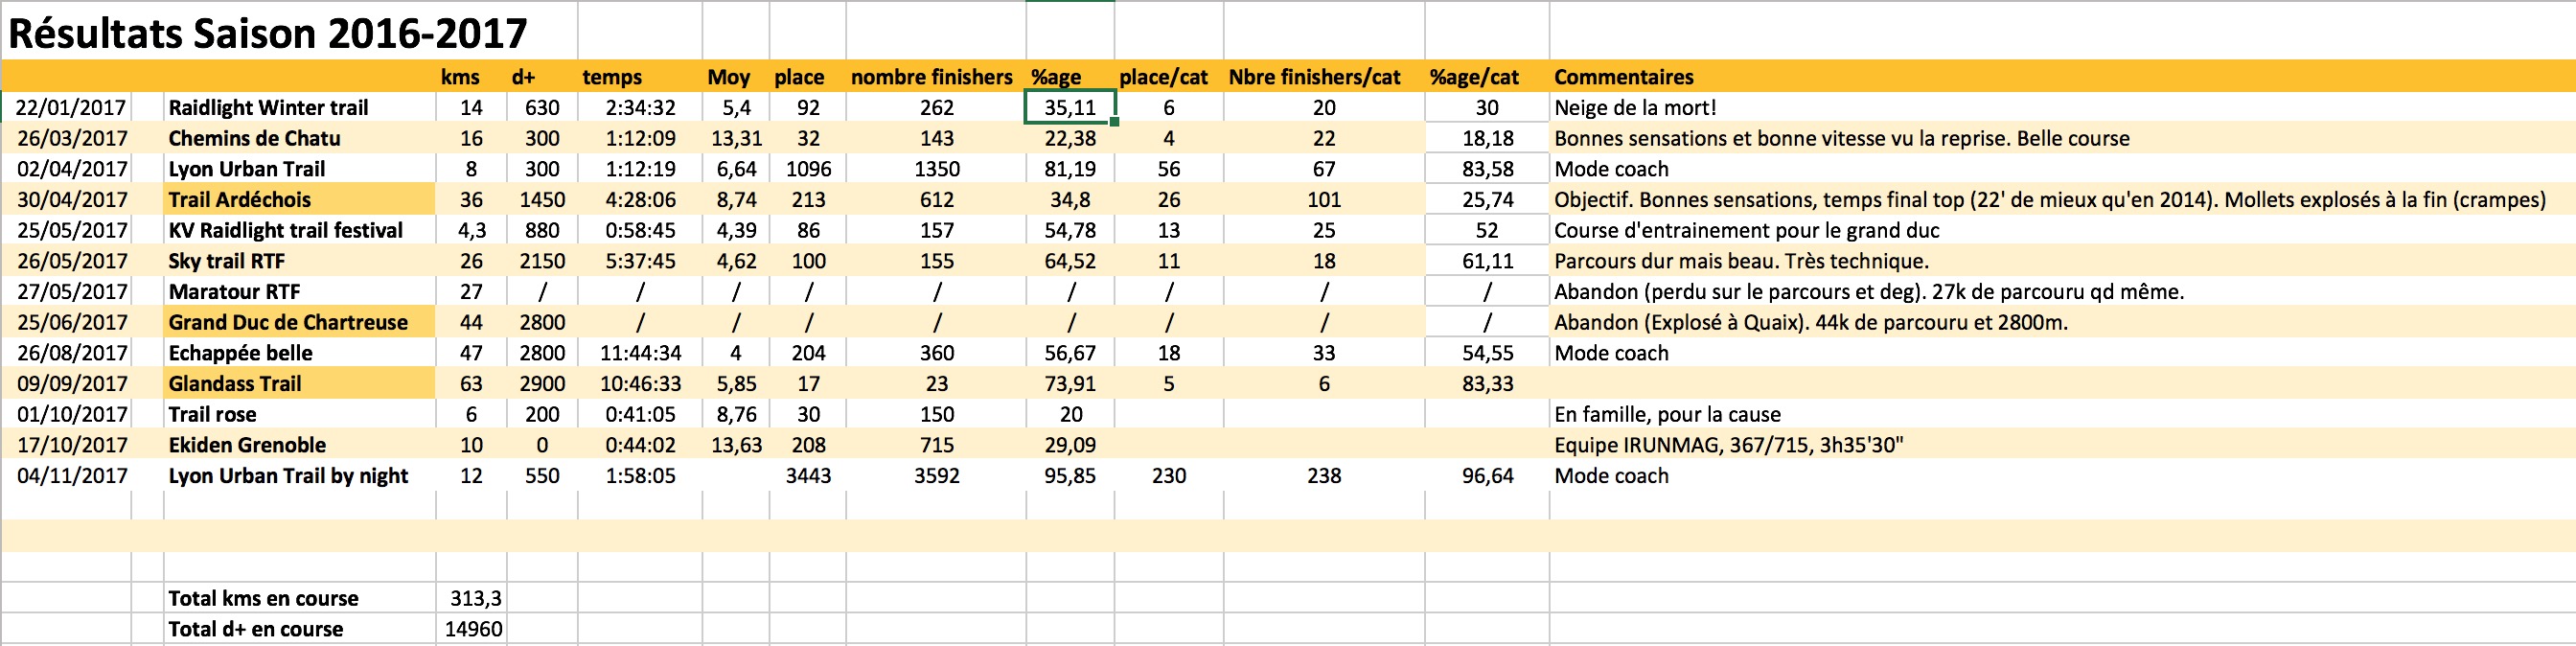 Résultats Saison 2016-2017
kms d+ temps Moy place nombre finishers %age place/cat Nbre finishers/cat %age/cat Commentaires
22/01/2017 Raidlight Winter trail 14 630 2:34:32 5,4 92 262 35,11 6 20 30 Neige de la mort!
26/03/2017 Chemins de Chatu 16 300 1:12:09 13,31 32 143 22,38 4 22 18,18 Bonnes sensations et bonne vitesse vu la reprise. Belle course
02/04/2017 Lyon Urban Trail 8 300 1:12:19 6,64 1096 1350 81,19 56 67 83,58 Mode coach
30/04/2017 Trail Ardéchois 36 1450 4:28:06 8,74 213 612 34,8 26 101 25,74 Objectif. Bonnes sensations, temps final top (22' de mieux qu'en 2014). Mollets explosés à la fin (crampes)
25/05/2017 KV Raidlight trail festival 4,3 880 0:58:45 4,39 86 157 54,78 13 25 52 Course d'entrainement pour le grand duc
26/05/2017 Sky trail RTF 26 2150 5:37:45 4,62 100 155 64,52 11 18 61,11 Parcours dur mais beau. Très technique.
27/05/2017 Maratour RTF 27 / / / / / / / / / Abandon (perdu sur le parcours et deg). 27k de parcouru qd même.
25/06/2017 Grand Duc de Chartreuse 44 2800 / / / / / / / / Abandon (Explosé à Quaix). 44k de parcouru et 2800m.
26/08/2017 Echappée belle 47 2800 11:44:34 4 204 360 56,67 18 33 54,55 Mode coach
09/09/2017 Glandass Trail 63 2900 10:46:33 5,85 17 23 73,91 5 6 83,33
01/10/2017 Trail rose 6 200 0:41:05 8,76 30 150 20 En famille, pour la cause
17/10/2017 Ekiden Grenoble 10 0 0:44:02 13,63 208 715 29,09 Equipe IRUNMAG, 367/715, 3h35'30"
04/11/2017 Lyon Urban Trail by night 12 550 1:58:05 3443 3592 95,85 230 238 96,64 Mode coach
Total kms en course 313,3
Total d+ en course 14960